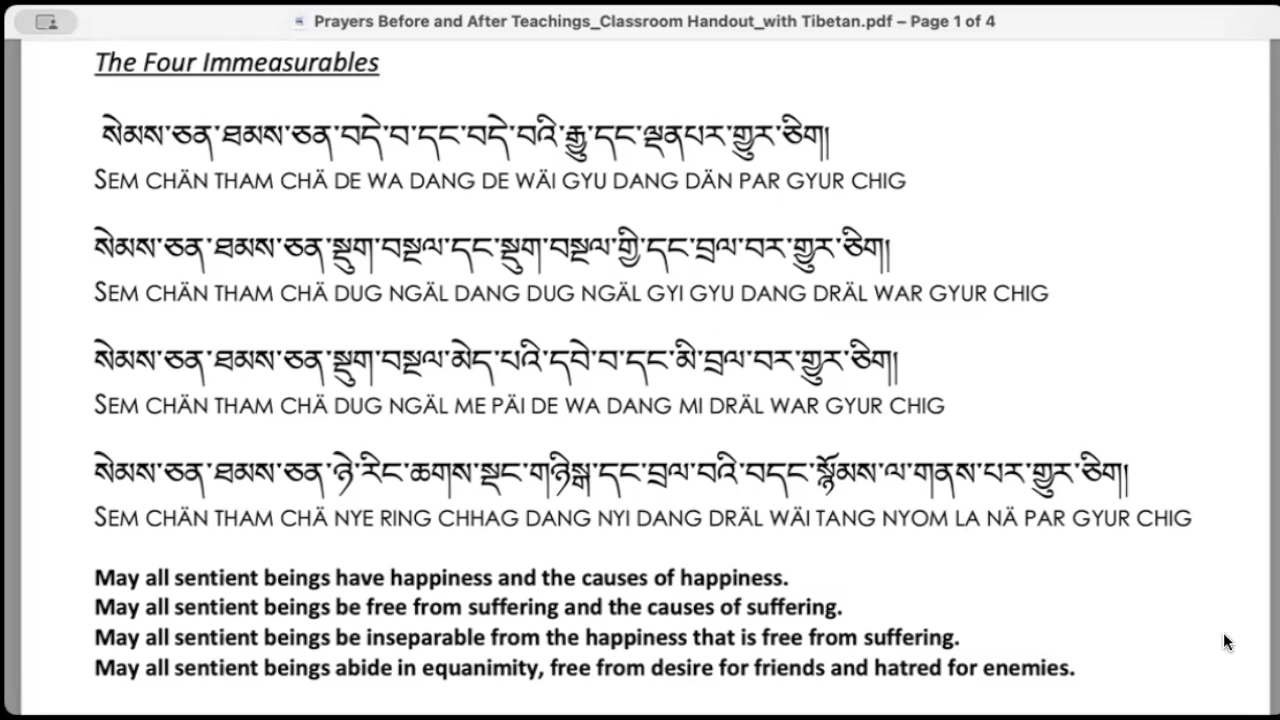 Prayers Before and After Teachings_Classroom Handout_with Tibetan.pdf – Page 1 of 4
The Four Immeasurables
སེམས་ཅན་ཐམས་ཅན་བདེ་བ་དང་བདེ་བའི་རྒྱུ་དང་ལྡནཔར་གྱུར་ཅིག།
SEM CHÄN THAM CHÄ DE WA DANG DE WÄI GYU DANG DÄN PAR GYUR CHIG
སེམས་ཅན་ཐམས་ཅན་སྡུག་བསྔལ་དང་སྡུག་བསྔལ་གྱི་དང་བྲལ་བར་གྱུར་ཅིག།
SEM CHÄN THAM CHÄ DUG NGÄL DANG DUG NGÄL GYI GYU DANG DRÄL WAR GYUR CHIG
སེམས་ཅན་ཐམས་ཅན་སྡུག་བསྔལ་མེད་པའི་དབེ་བ་དང་མི་བྲལ་བར་གྱུར་ཅིག།
SEM CHÄN THAM CHÄ DUG NGÄL ME PÄI DE WA DANG MI DRÄL WAR GYUR CHIG
སེམས་ཅན་ཐམས་ཅན་ཉེ་རིང་ཆགས་སྡང་གཉིསྒ་དང་བྲལ་བའི་བདང་སྙོམས་ལ་གནས་པར་གྱུར་ཅིག།
SEM CHÄN THAM CHÄ NYE RING CHHAG DANG NYI DANG DRÄL WÄI TANG NYOM LA NÄ PAR GYUR CHIG
May all sentient beings have happiness and the causes of happiness.
May all sentient beings be free from suffering and the causes of suffering.
May all sentient beings be inseparable from the happiness that is free from suffering.
May all sentient beings abide in equanimity, free from desire for friends and hatred for enemies.